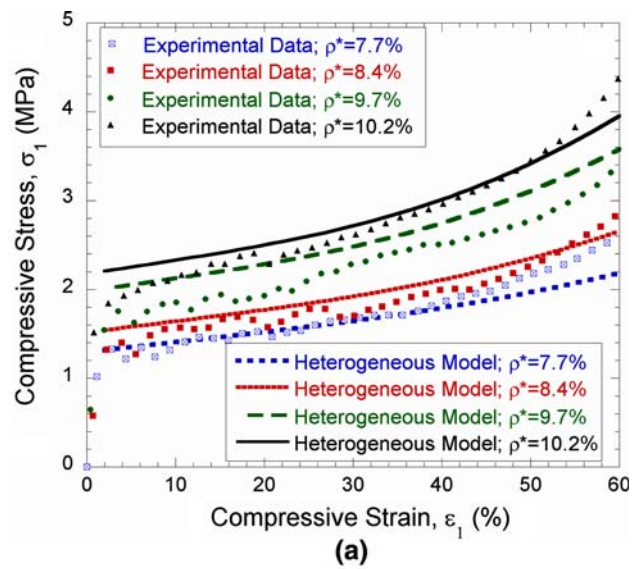 5
4
3
2
1
0
Compressive Stress, σ₁ (MPa)
Experimental Data; ρ*=7.7%
Experimental Data; ρ*=8.4%
Experimental Data; ρ*=9.7%
Experimental Data; ρ*=10.2%
Heterogeneous Model; ρ*=7.7%
Heterogeneous Model; ρ*=8.4%
Heterogeneous Model; ρ*=9.7%
Heterogeneous Model; ρ*=10.2%
0 10 20 30 40 50 60
Compressive Strain, ε₁ (%)
(a)